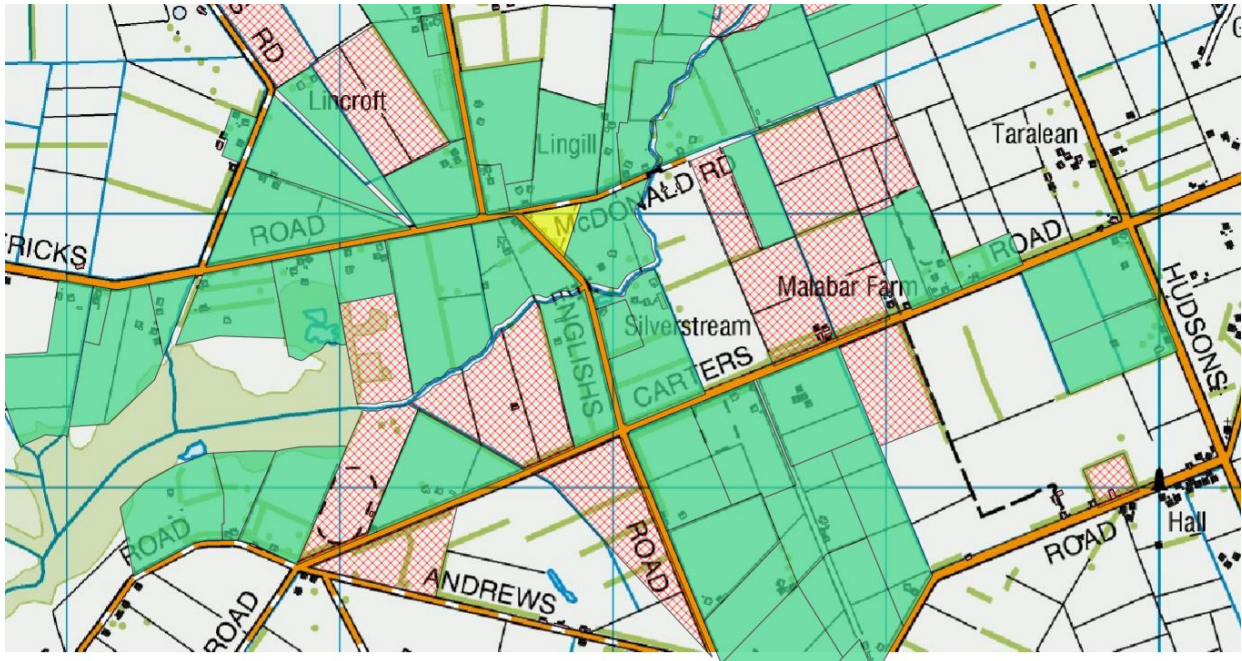 RD
Lincroft
Lingill
Taralean
McDONALD RD
ROAD
RICKS
ROAD
Malabar Farm
HUDSONS
Silverstream
ENGLISHS
CARTERS
ROAD
ROAD
ROAD
Hall
ANDREWS
ROAD